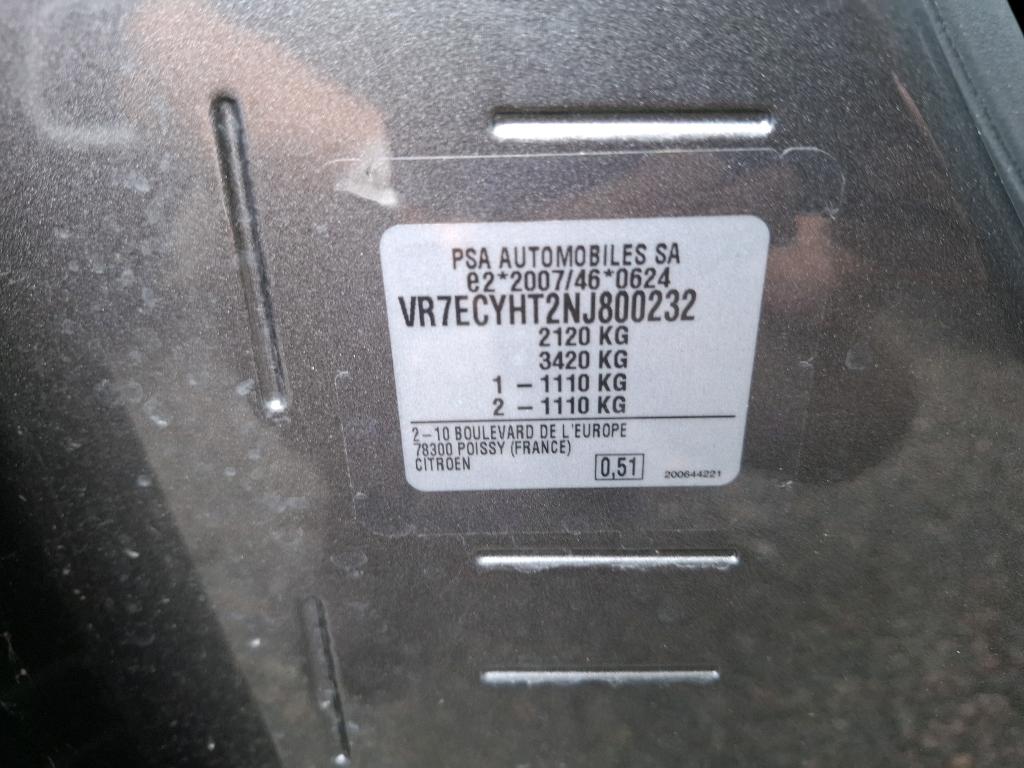 PSA AUTOMOBILES SA
e2*2007/46*0624
VR7ECYHT2NJ800232
2120 KG
3420 KG
1 – 1110 KG
2 – 1110 KG
2–10 BOULEVARD DE L'EUROPE
78300 POISSY (FRANCE)
CITROEN
0,51
200644221